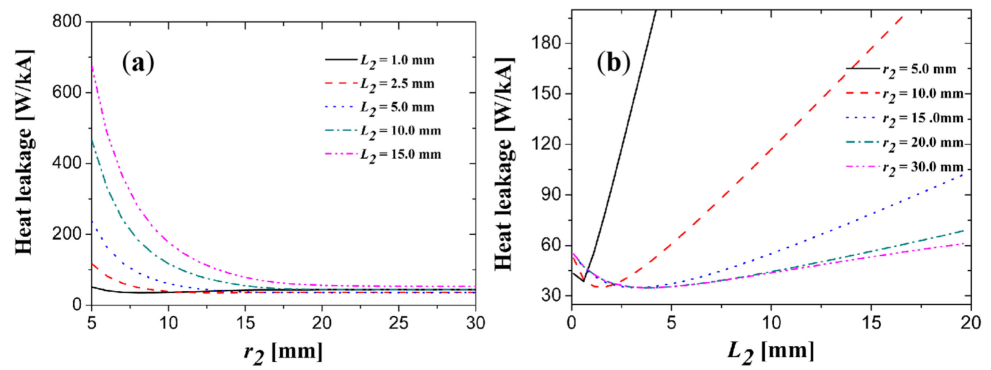 (a)
Heat leakage [W/kA]
800
600
400
200
0
5
10
15
20
25
30
r2 [mm]
L2 = 1.0 mm
L2 = 2.5 mm
L2 = 5.0 mm
L2 = 10.0 mm
L2 = 15.0 mm
(b)
Heat leakage [W/kA]
180
150
120
90
60
30
0
5
10
15
20
L2 [mm]
r2 = 5.0 mm
r2 = 10.0 mm
r2 = 15 .0mm
r2 = 20.0 mm
r2 = 30.0 mm